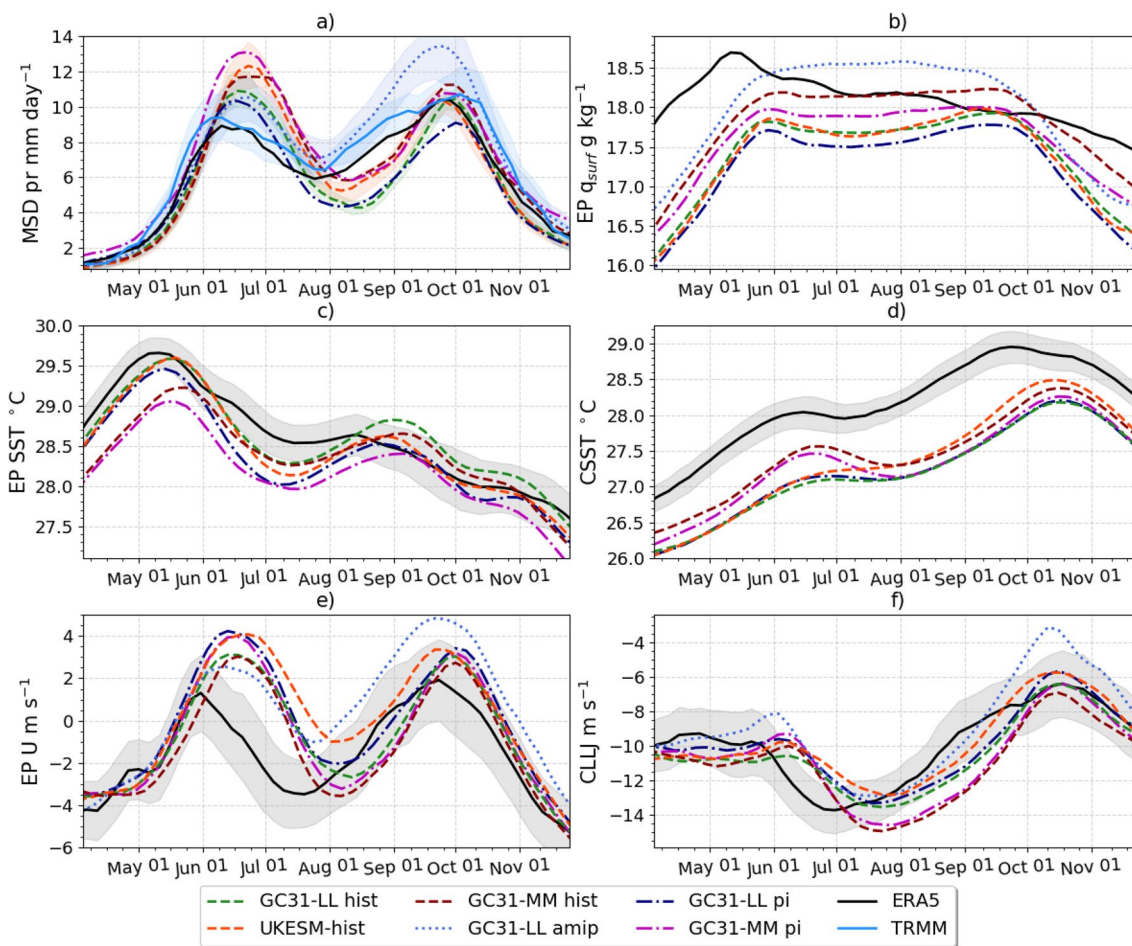 a)
b)
MSD pr mm day⁻¹
14
12
10
8
6
4
2
May 01 Jun 01 Jul 01 Aug 01 Sep 01 Oct 01 Nov 01
EP q_surf g kg⁻¹
18.5
18.0
17.5
17.0
16.5
16.0
May 01 Jun 01 Jul 01 Aug 01 Sep 01 Oct 01 Nov 01
c)
d)
EP SST °C
30.0
29.5
29.0
28.5
28.0
27.5
May 01 Jun 01 Jul 01 Aug 01 Sep 01 Oct 01 Nov 01
CSST °C
29.0
28.5
28.0
27.5
27.0
26.5
26.0
May 01 Jun 01 Jul 01 Aug 01 Sep 01 Oct 01 Nov 01
e)
f)
EP U m s⁻¹
4
2
0
−2
−4
−6
May 01 Jun 01 Jul 01 Aug 01 Sep 01 Oct 01 Nov 01
CLLJ m s⁻¹
−4
−6
−8
−10
−12
−14
May 01 Jun 01 Jul 01 Aug 01 Sep 01 Oct 01 Nov 01
GC31-LL hist GC31-MM hist GC31-LL pi ERA5
UKESM-hist GC31-LL amip GC31-MM pi TRMM